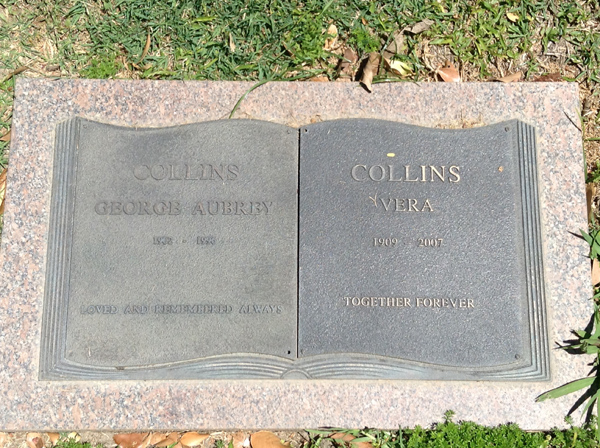 COLLINS
GEORGE AUBREY
LOVED AND REMEMBERED ALWAYS
COLLINS
VERA
1909 2007
TOGETHER FOREVER